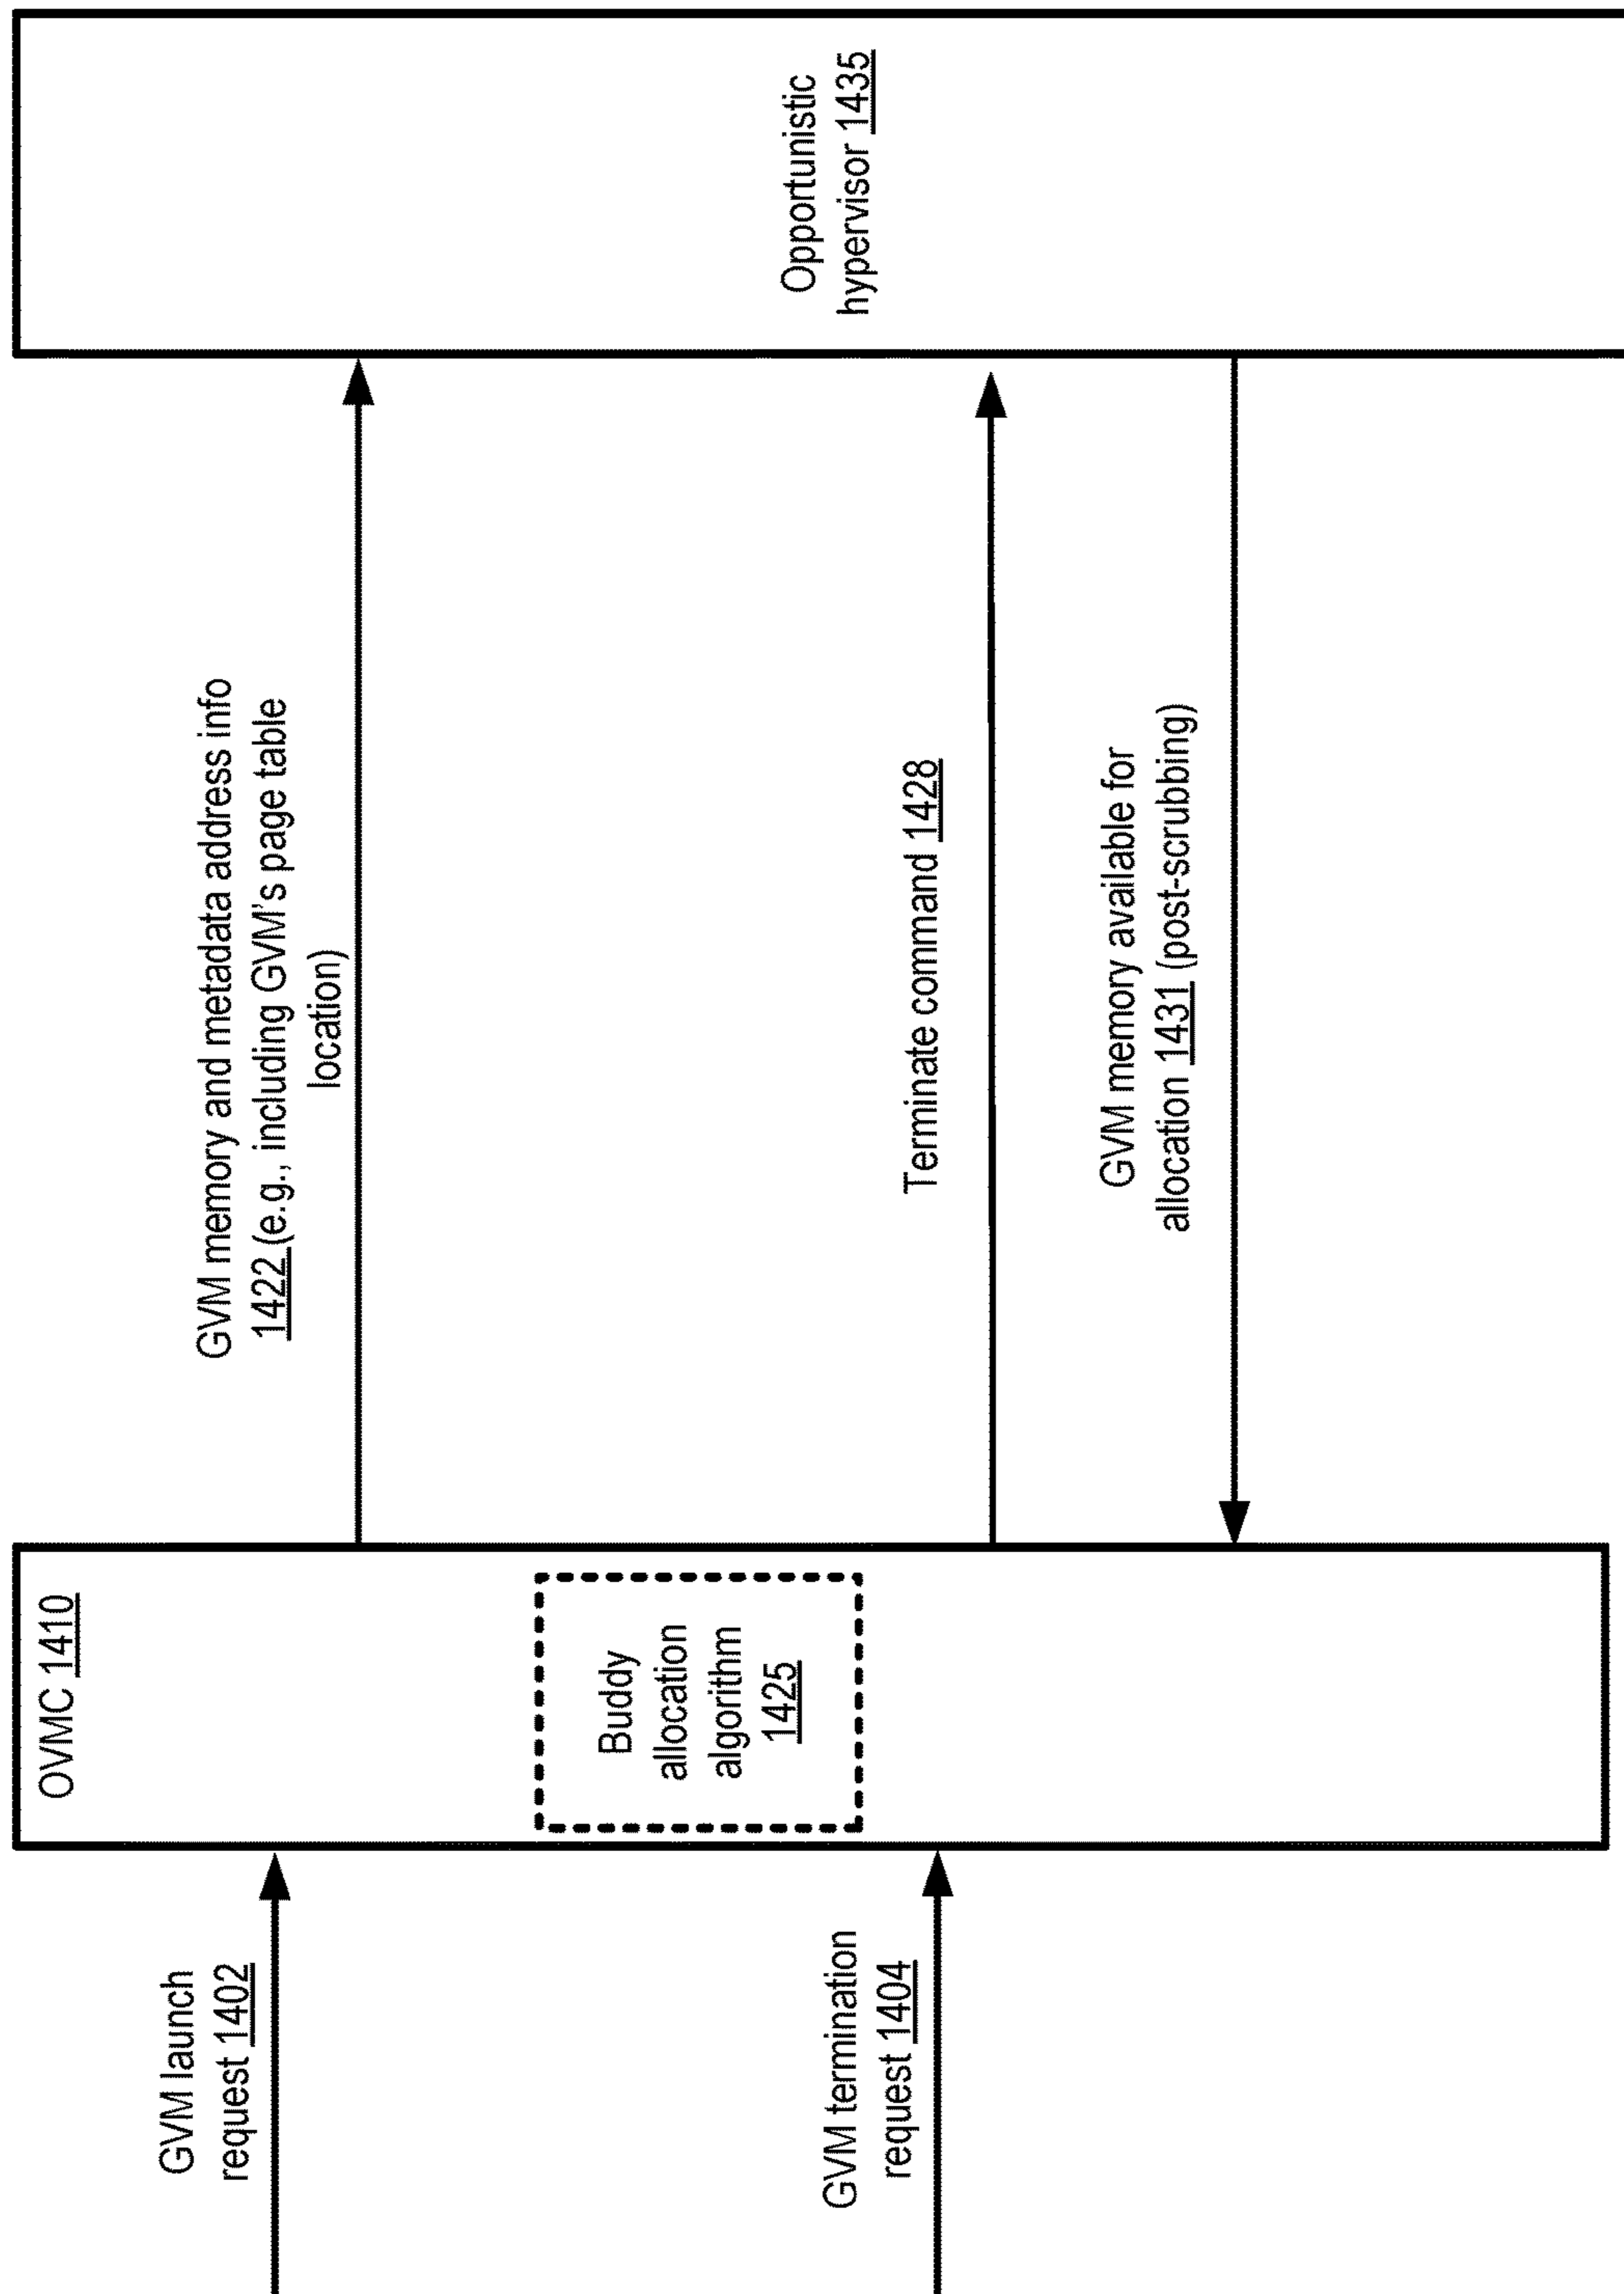 GVM launch
request 1402
OVMC 1410
GVM memory and metadata address info
1422 (e.g., including GVM's page table
location)
Buddy
allocation
algorithm
1425
Opportunistic
hypervisor 1435
GVM termination
request 1404
Terminate command 1428
GVM memory available for
allocation 1431 (post-scrubbing)